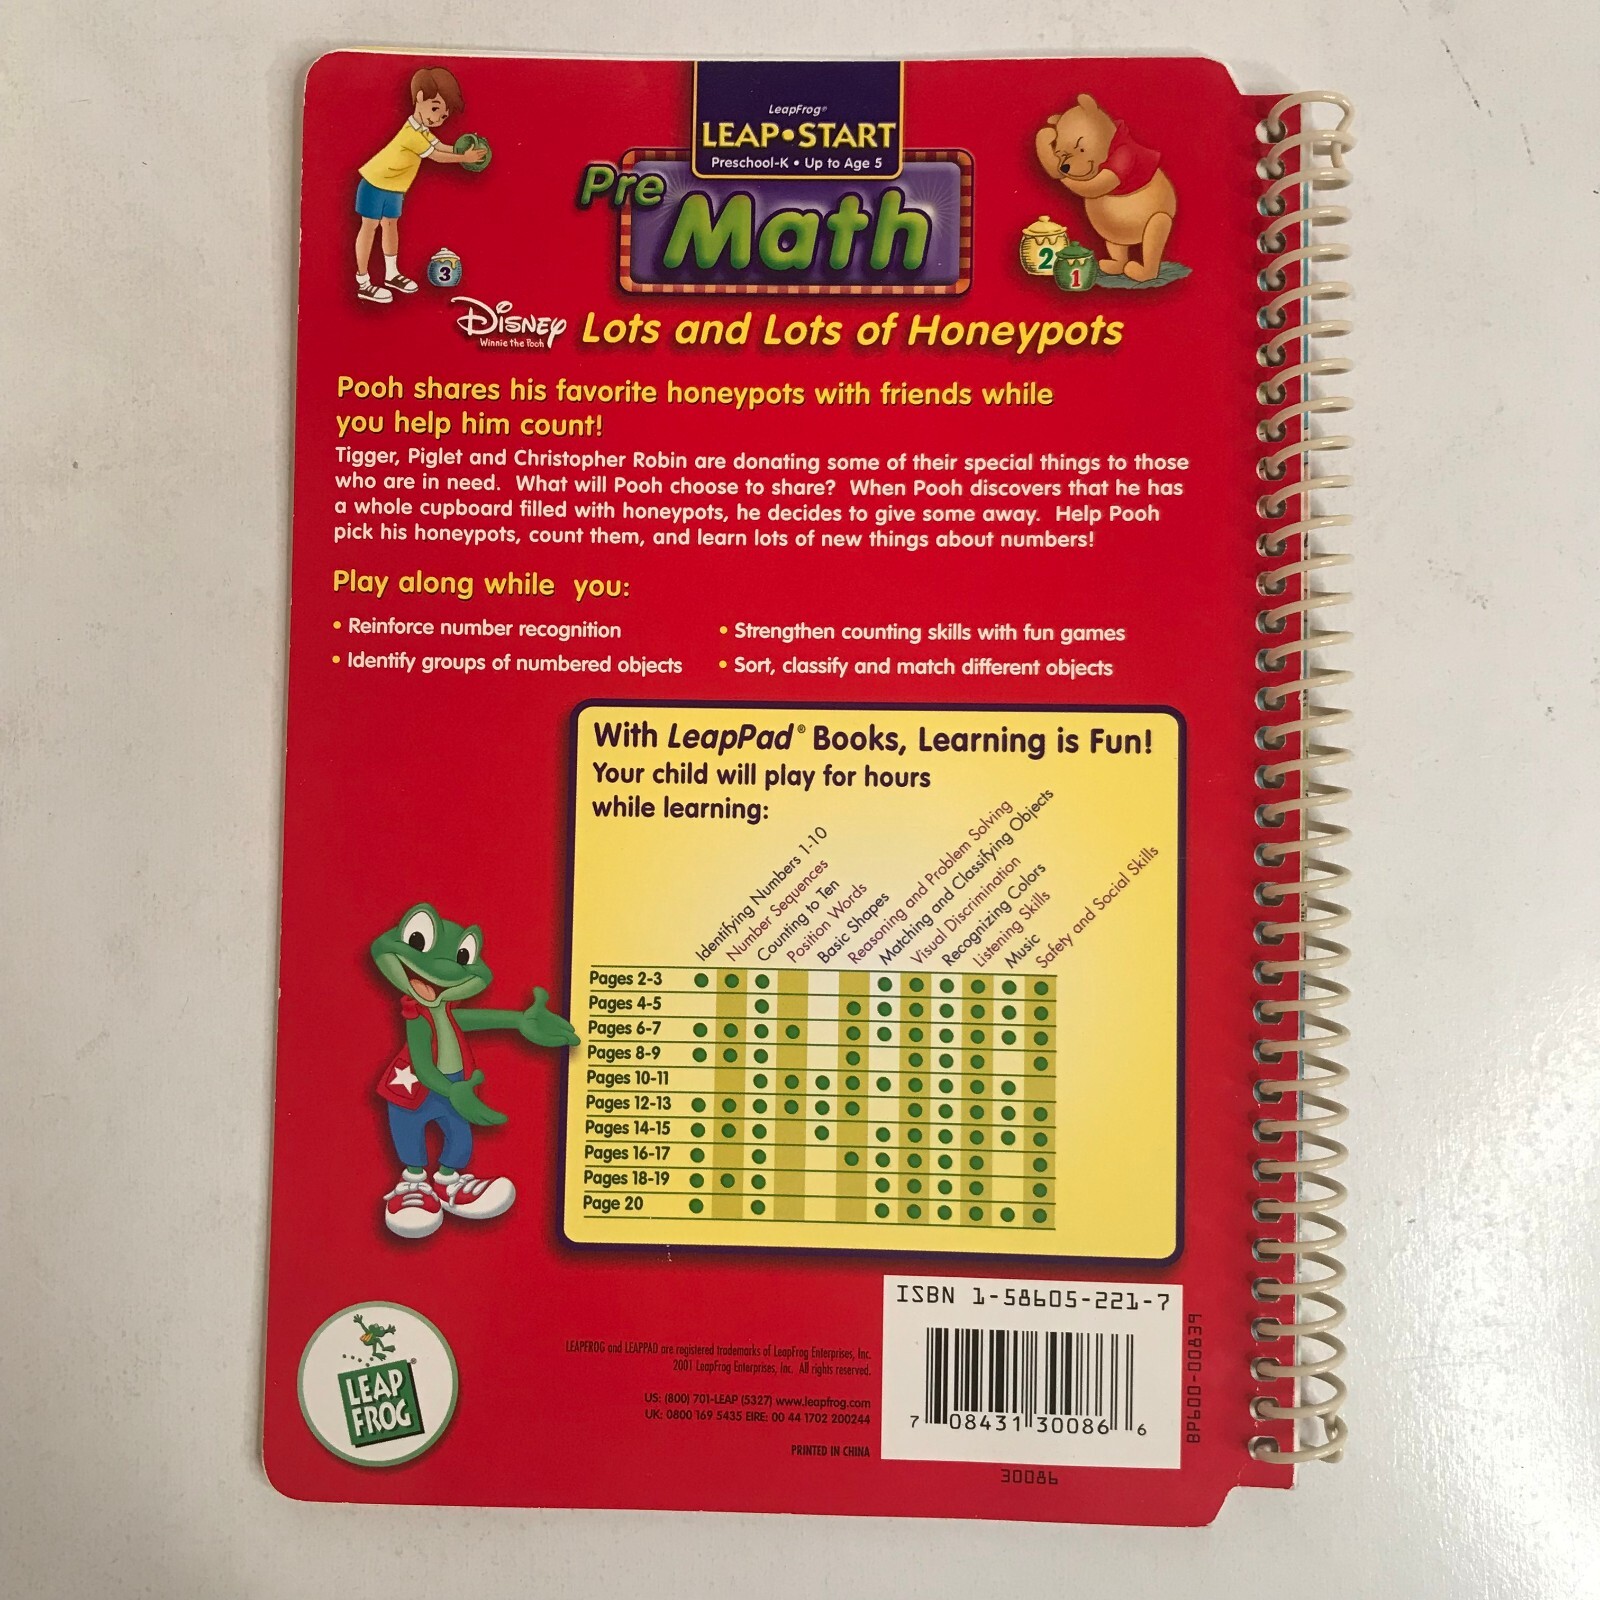 LeapFrog®
LEAP•START
Preschool-K • Up to Age 5
Pre
Math
3
2
1
Disney
Winnie the Pooh
Lots and Lots of Honeypots
Pooh shares his favorite honeypots with friends while
you help him count!
Tigger, Piglet and Christopher Robin are donating some of their special things to those
who are in need. What will Pooh choose to share? When Pooh discovers that he has
a whole cupboard filled with honeypots, he decides to give some away. Help Pooh
pick his honeypots, count them, and learn lots of new things about numbers!
Play along while you:
• Reinforce number recognition
• Identify groups of numbered objects
• Strengthen counting skills with fun games
• Sort, classify and match different objects
With LeapPad® Books, Learning is Fun!
Your child will play for hours
while learning:
Identifying Numbers 1-10
Number Sequences
Counting to Ten
Position Words
Basic Shapes
Reasoning and Problem Solving
Matching and Classifying Objects
Visual Discrimination
Recognizing Colors
Listening Skills
Music
Safety and Social Skills
Pages 2-3
Pages 4-5
Pages 6-7
Pages 8-9
Pages 10-11
Pages 12-13
Pages 14-15
Pages 16-17
Pages 18-19
Page 20
LEAP
FROG®
LEAPFROG and LEAPPAD are registered trademarks of LeapFrog Enterprises, Inc.
2001 LeapFrog Enterprises, Inc. All rights reserved.
US: (800) 701-LEAP (5327) www.leapfrog.com
UK: 0800 169 5435 EIRE: 00 44 1702 200244
PRINTED IN CHINA
ISBN 1-58605-221-7
7 08431 30086 6
30086
BP600-00839